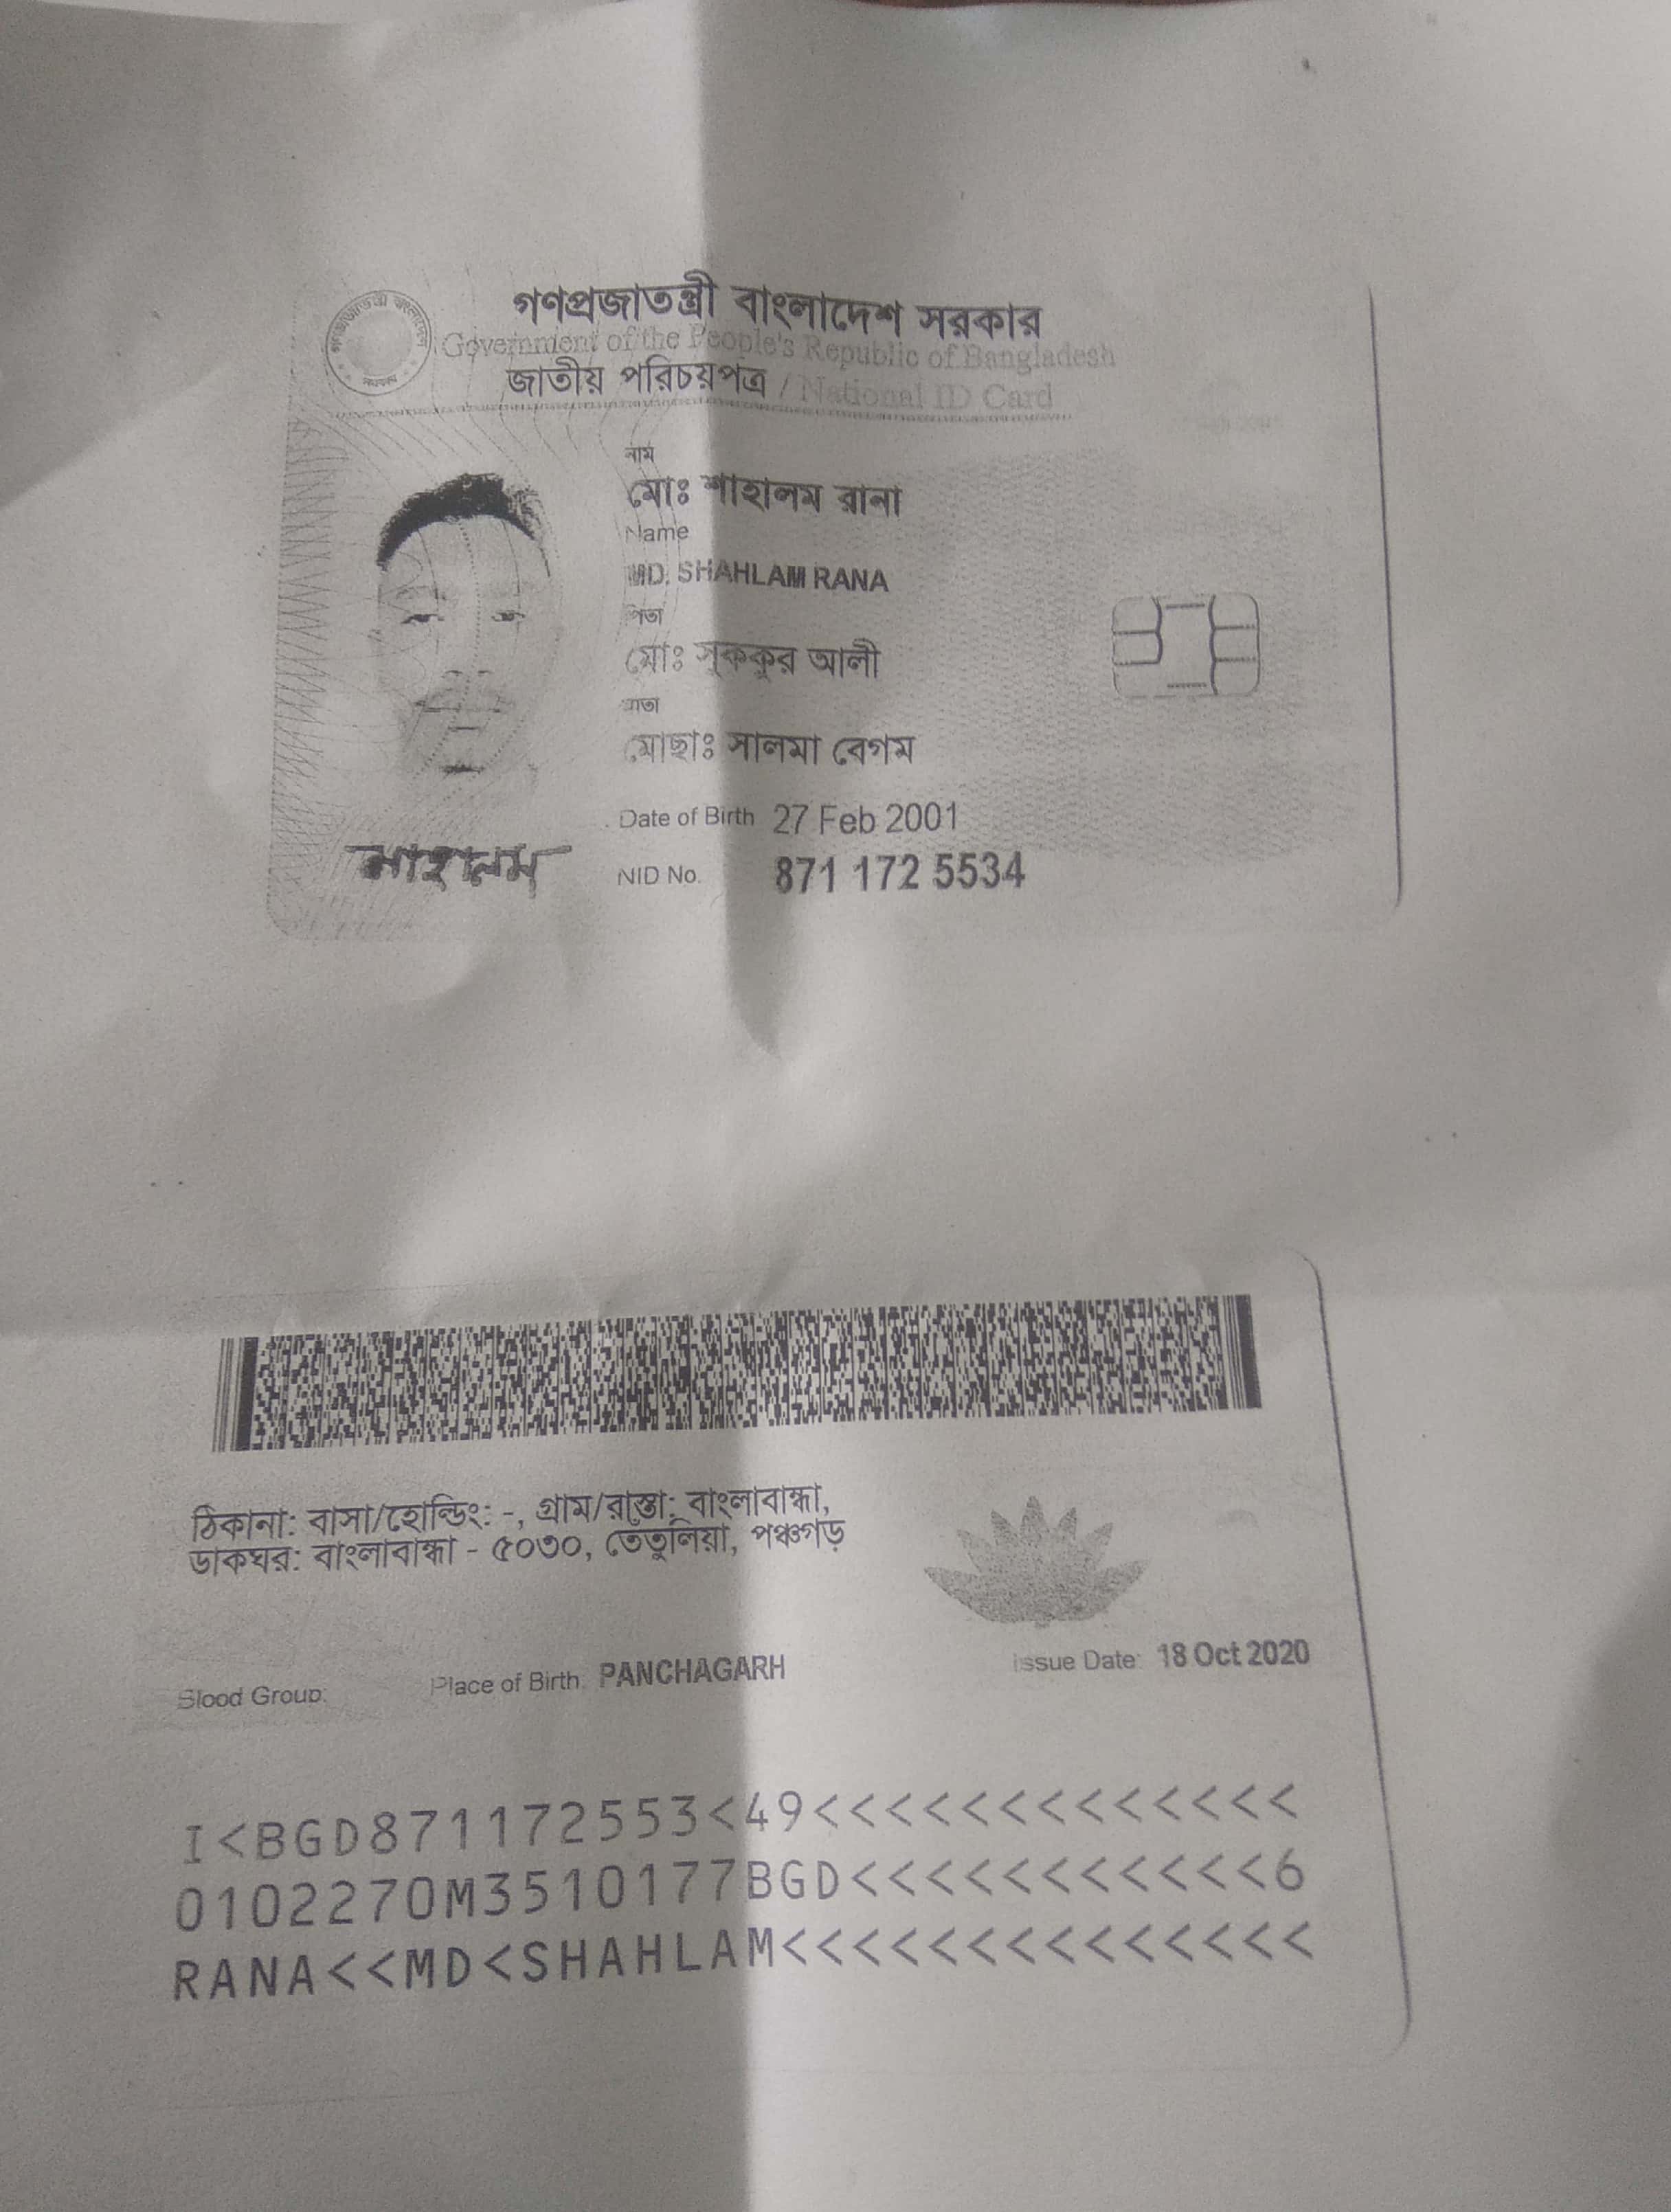 গণপ্রজাতন্ত্রী বাংলাদেশ সরকার
Government of the People's Republic of Bangladesh
জাতীয় পরিচয়পত্র / National ID Card
নাম
মোঃ শাহালম রানা
Name
MD. SHAHLAM RANA
পিতা
মোঃ সুককুর আলী
মাতা
মোছাঃ সালমা বেগম
Date of Birth 27 Feb 2001
শাহালম
NID No. 871 172 5534
ঠিকানা: বাসা/হোল্ডিং: -, গ্রাম/রাস্তা: বাংলাবান্ধা,
ডাকঘর: বাংলাবান্ধা - ৫০৩০, তেতুলিয়া, পঞ্চগড়
Blood Group: Place of Birth: PANCHAGARH Issue Date: 18 Oct 2020
I<BGD871172553<49<<<<<<<<<<<<<<
0102270M3510177BGD<<<<<<<<<<<<6
RANA<<MD<SHAHLAM<<<<<<<<<<<<<<